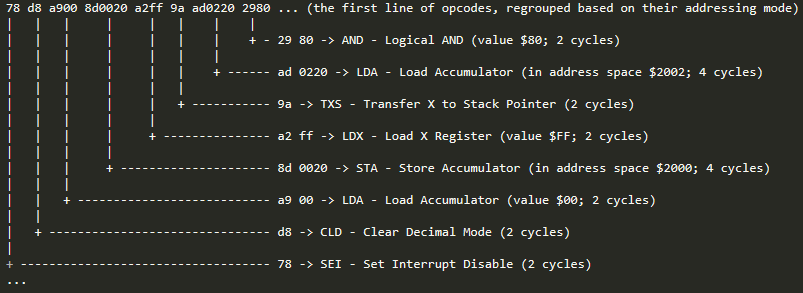 78 d8 a900 8d0020 a2ff 9a ad0220 2980 ... (the first line of opcodes, regrouped based on their addressing mode)
| | | | | | | |
| | | | | | | + - 29 80 -> AND - Logical AND (value $80; 2 cycles)
| | | | | | |
| | | | | | + ------ ad 0220 -> LDA - Load Accumulator (in address space $2002; 4 cycles)
| | | | | |
| | | | | + ----------- 9a -> TXS - Transfer X to Stack Pointer (2 cycles)
| | | | |
| | | | + --------------- a2 ff -> LDX - Load X Register (value $FF; 2 cycles)
| | | |
| | | + --------------------- 8d 0020 -> STA - Store Accumulator (in address space $2000; 4 cycles)
| | |
| | + --------------------------- a9 00 -> LDA - Load Accumulator (value $00; 2 cycles)
| |
| + ------------------------------- d8 -> CLD - Clear Decimal Mode (2 cycles)
|
+ ----------------------------------- 78 -> SEI - Set Interrupt Disable (2 cycles)
...